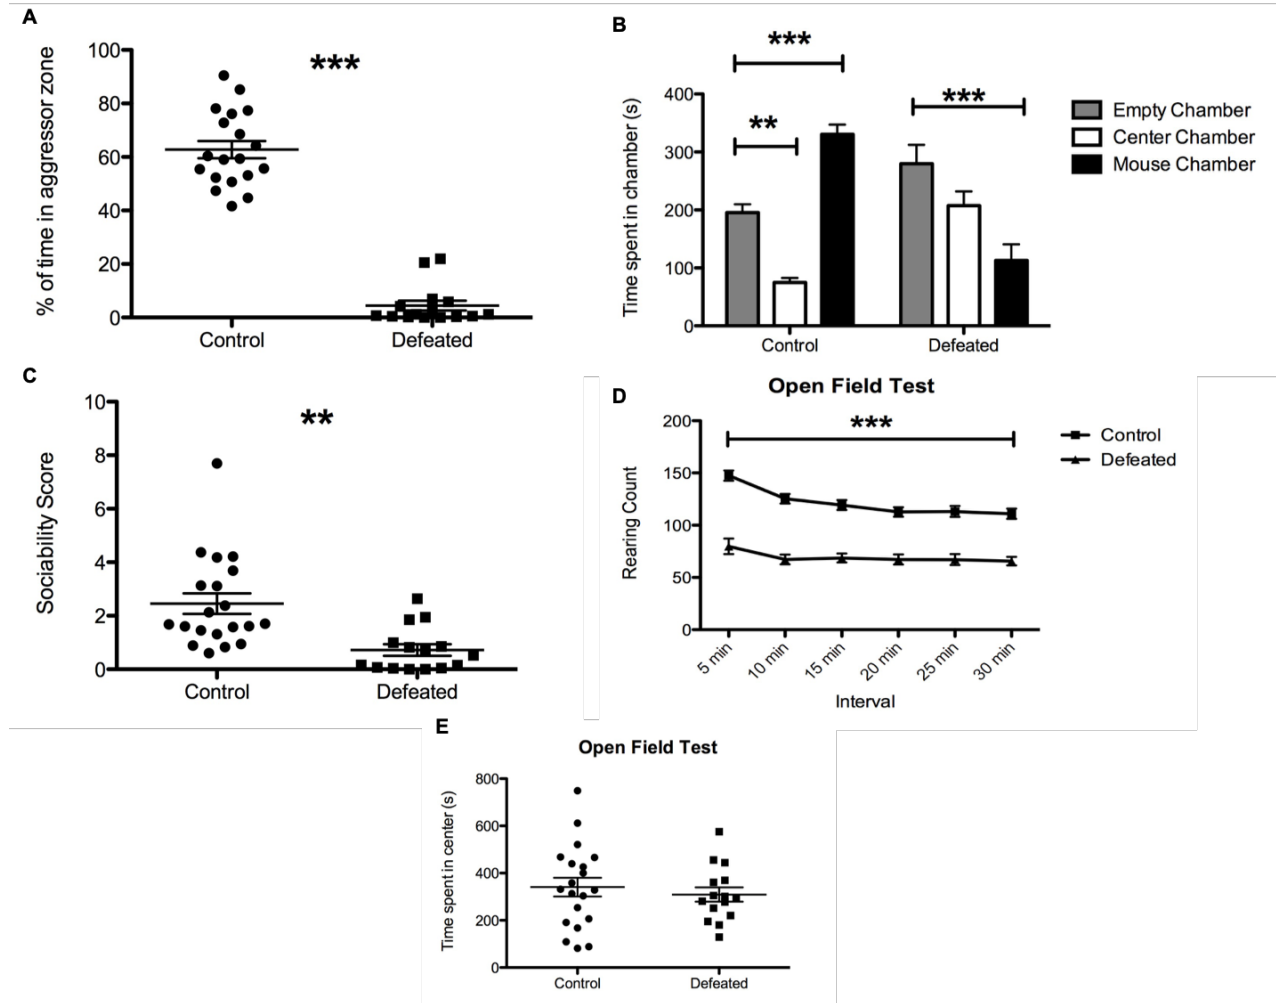 A
% of time in aggressor zone
100
80
60
40
20
0
***
Control
Defeated
B
Time spent in chamber (s)
400
300
200
100
0
***
**
***
Control
Defeated
Empty Chamber
Center Chamber
Mouse Chamber
C
Sociability Score
10
8
6
4
2
0
**
Control
Defeated
D
Open Field Test
Rearing Count
200
150
100
50
0
***
5 min
10 min
15 min
20 min
25 min
30 min
Interval
Control
Defeated
E
Open Field Test
Time spent in center (s)
800
600
400
200
0
Control
Defeated